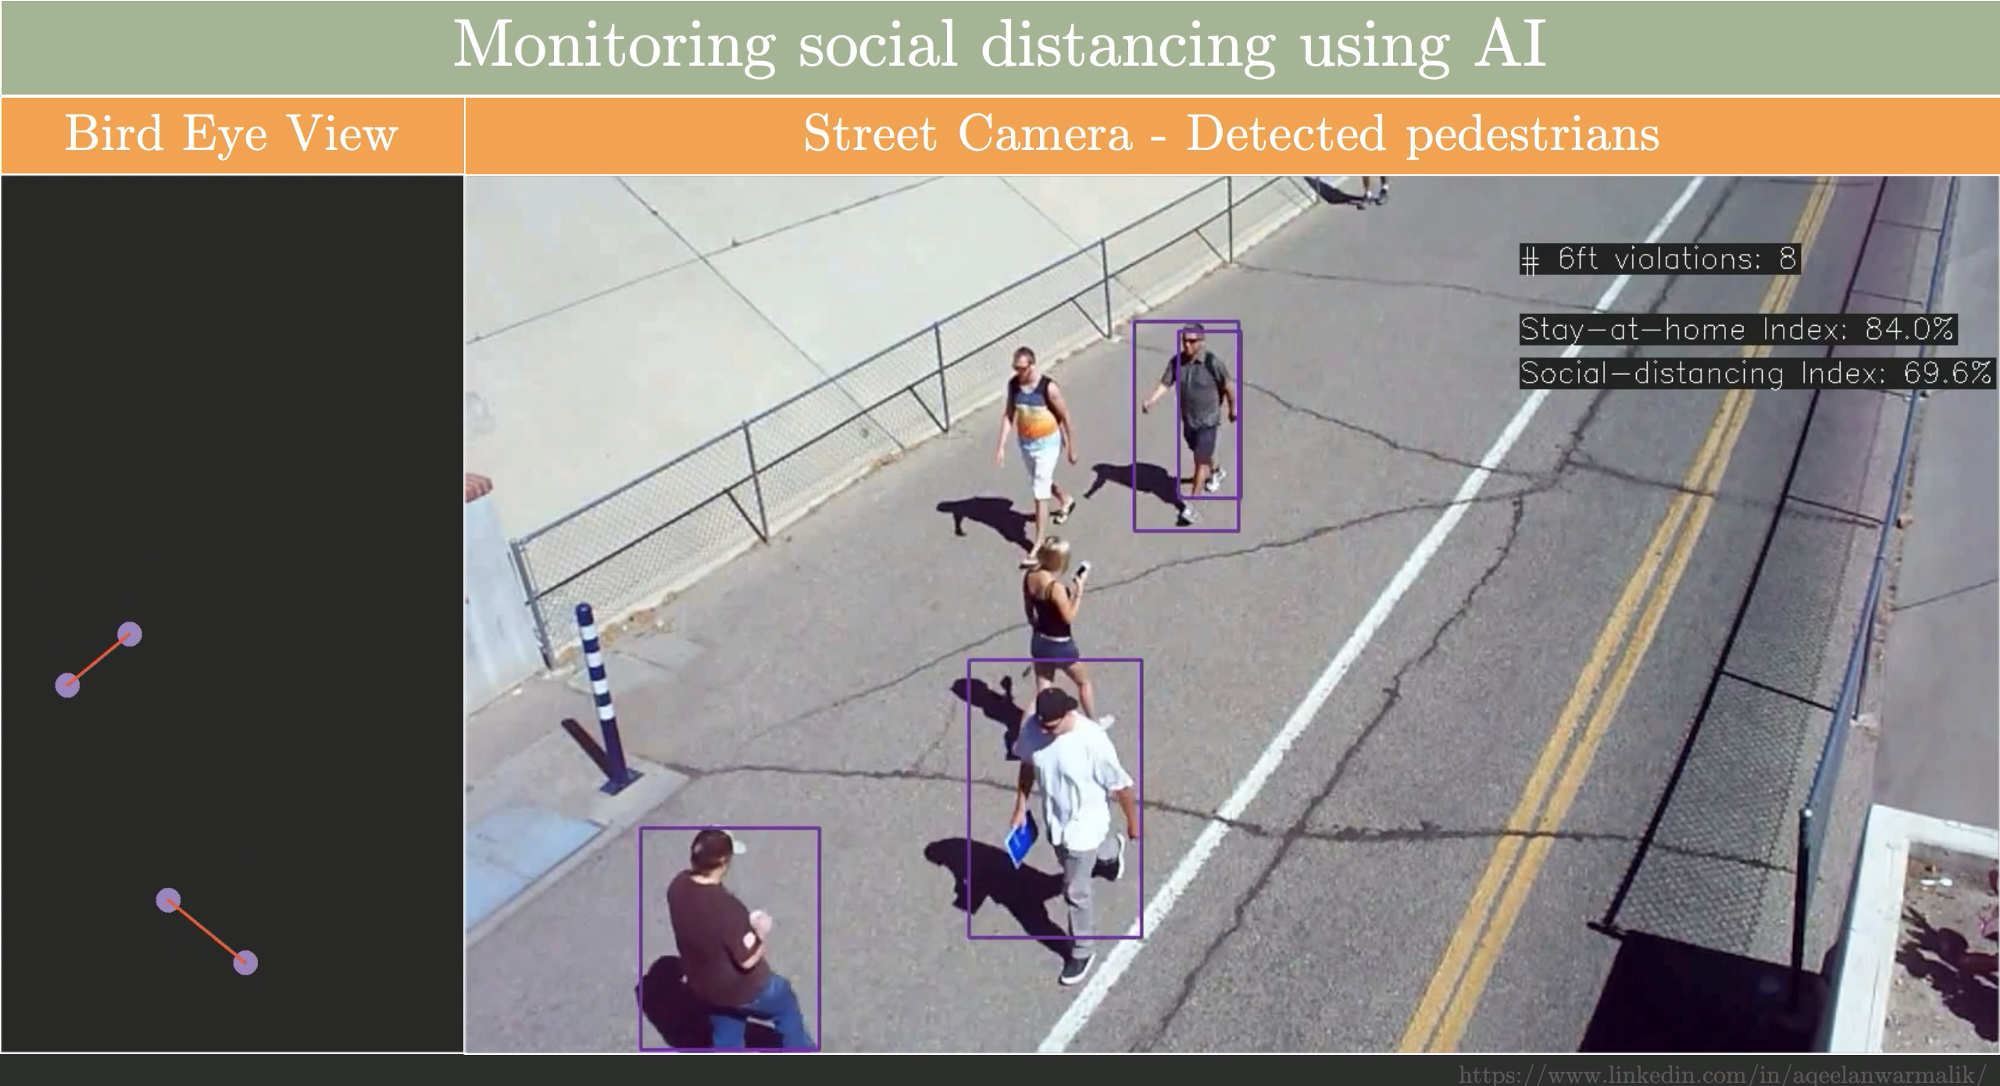 Monitoring social distancing using AI
Bird Eye View
Street Camera - Detected pedestrians
# 6ft violations: 8
Stay-at-home Index: 84.0%
Social-distancing Index: 69.6%
https://www.linkedin.com/in/aqeelanwarmalik/